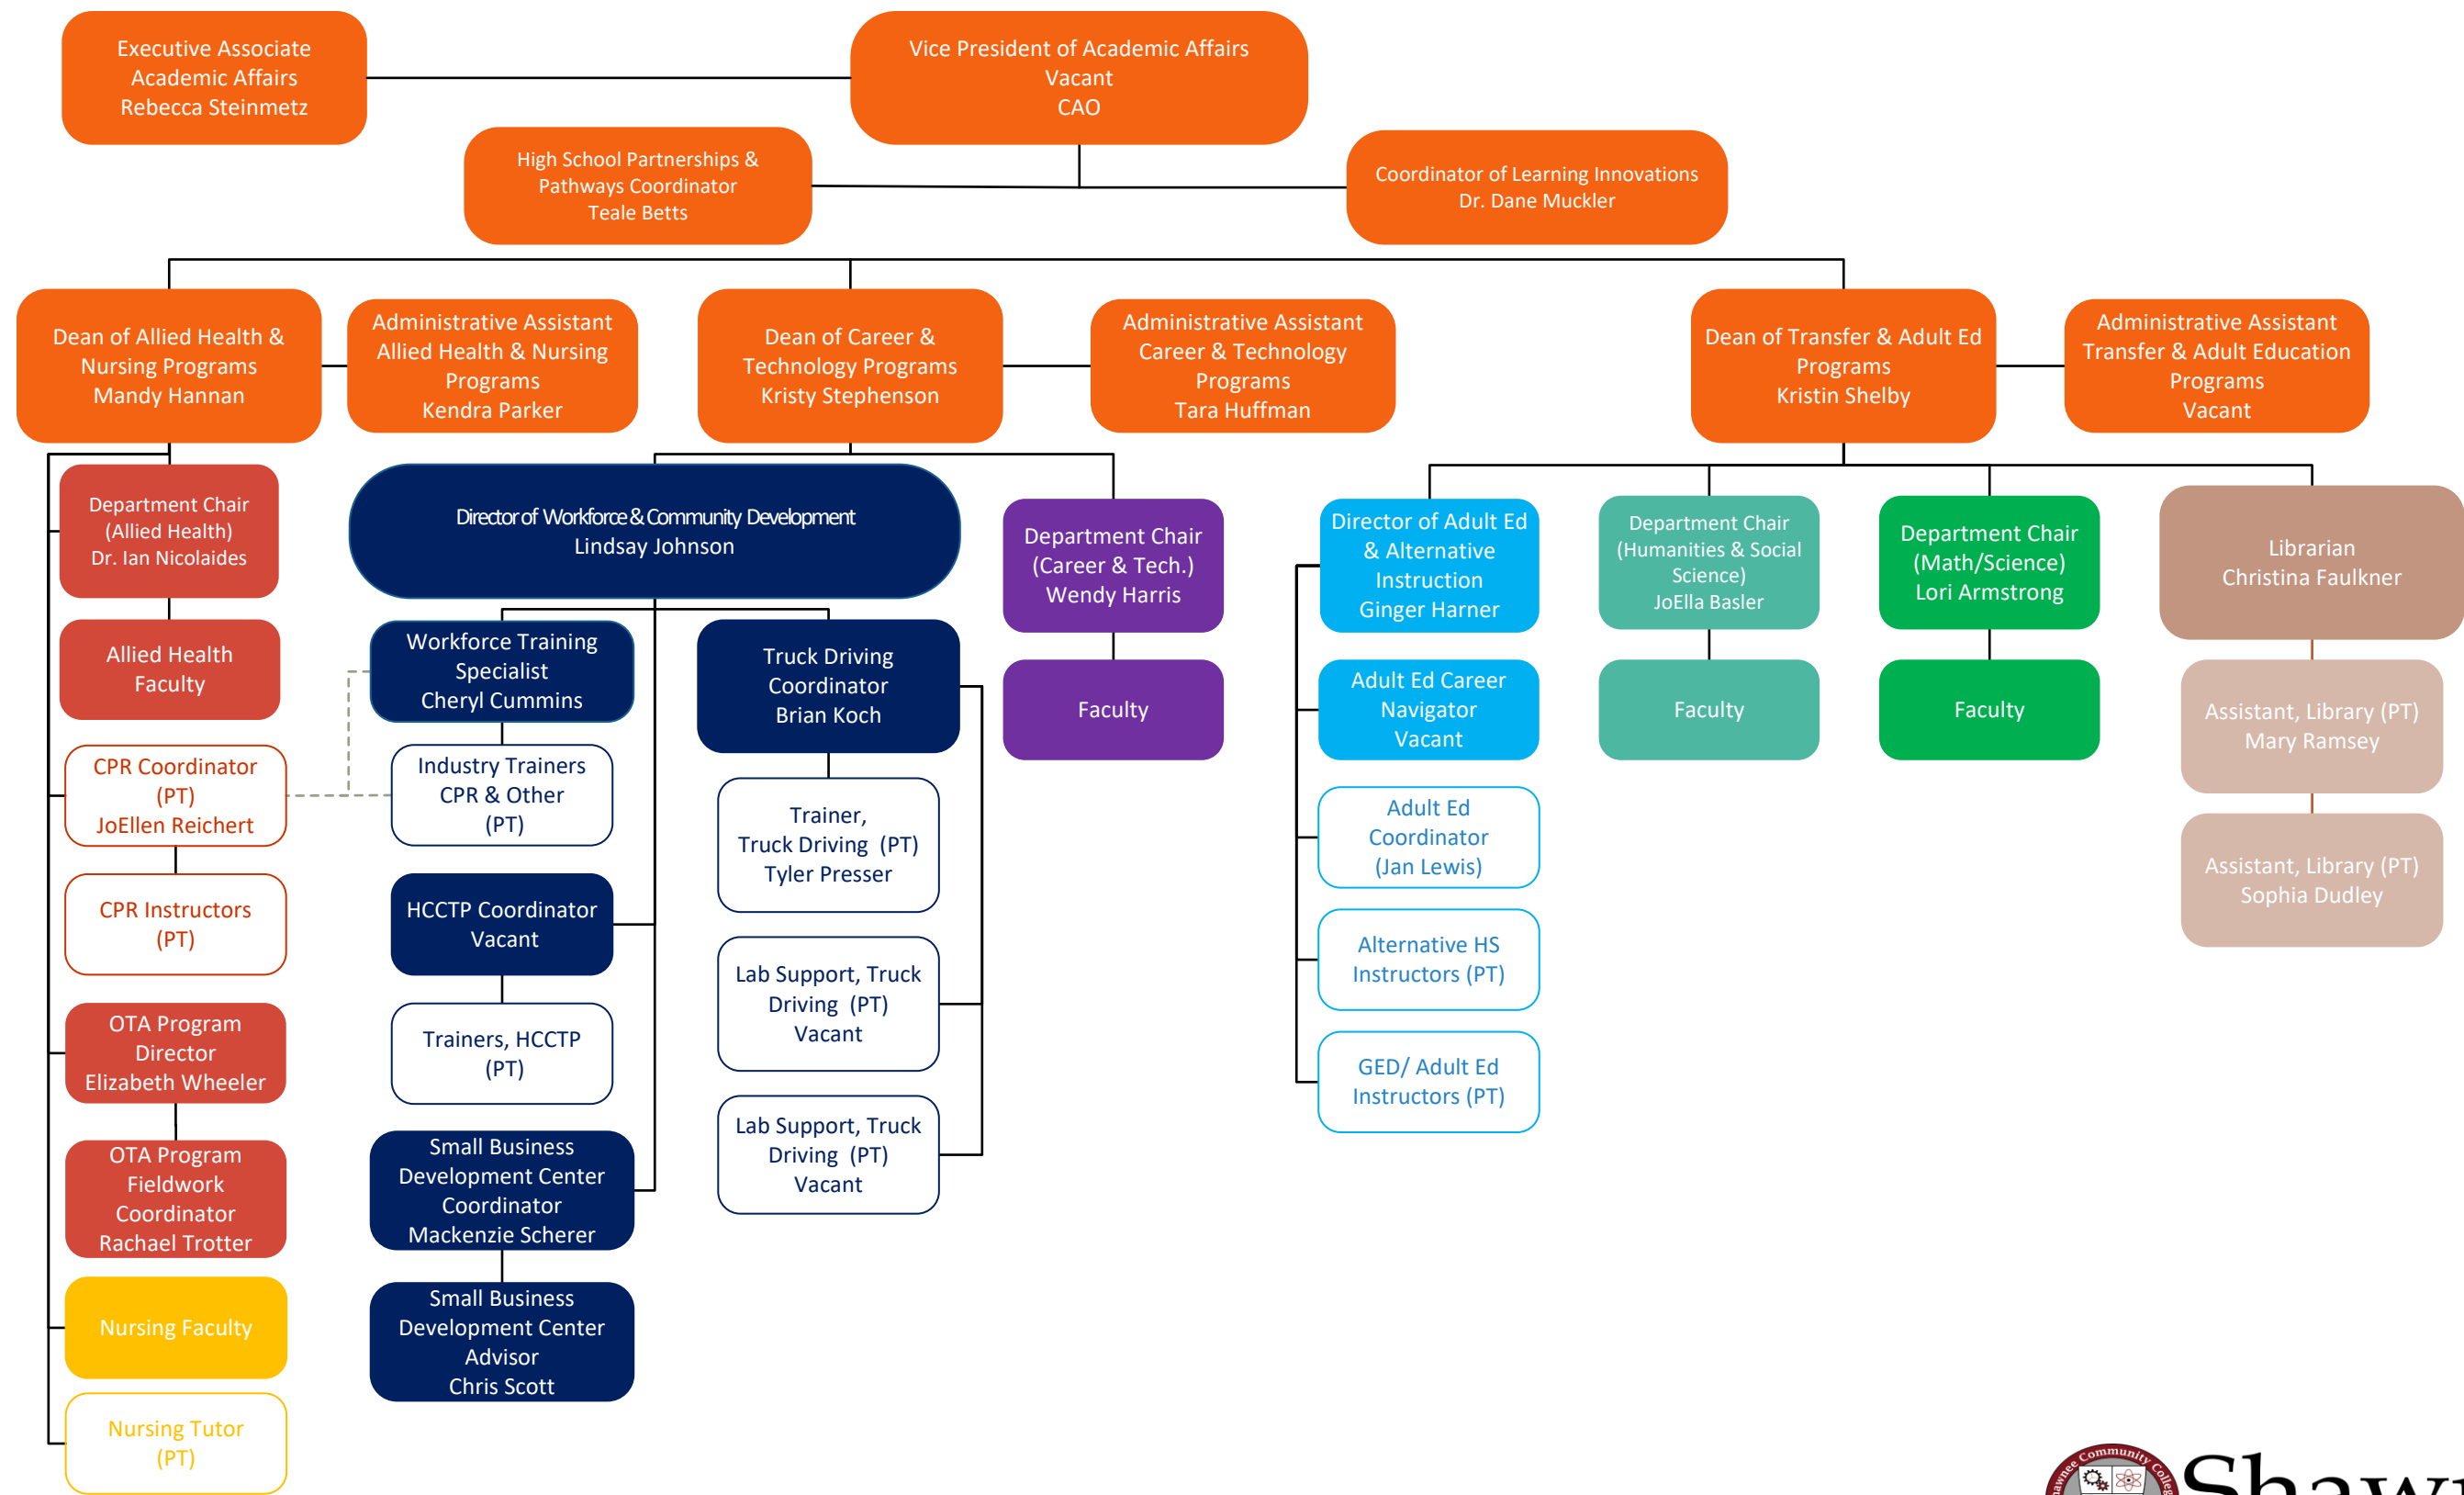 Executive Associate
Academic Affairs
Rebecca Steinmetz
Vice President of Academic Affairs
Vacant
CAO
High School Partnerships &
Pathways Coordinator
Teale Betts
Coordinator of Learning Innovations
Dr. Dane Muckler
Dean of Allied Health &
Nursing Programs
Mandy Hannan
Administrative Assistant
Allied Health & Nursing
Programs
Kendra Parker
Dean of Career &
Technology Programs
Kristy Stephenson
Administrative Assistant
Career & Technology
Programs
Tara Huffman
Dean of Transfer & Adult Ed
Programs
Kristin Shelby
Administrative Assistant
Transfer & Adult Education
Programs
Vacant
Department Chair
(Allied Health)
Dr. Ian Nicolaides
Allied Health
Faculty
CPR Coordinator
(PT)
JoEllen Reichert
CPR Instructors
(PT)
OTA Program
Director
Elizabeth Wheeler
OTA Program
Fieldwork
Coordinator
Rachael Trotter
Nursing Faculty
Nursing Tutor
(PT)
Director of Workforce & Community Development
Lindsay Johnson
Workforce Training
Specialist
Cheryl Cummins
Industry Trainers
CPR & Other
(PT)
HCCTP Coordinator
Vacant
Trainers, HCCTP
(PT)
Small Business
Development Center
Coordinator
Mackenzie Scherer
Small Business
Development Center
Advisor
Chris Scott
Truck Driving
Coordinator
Brian Koch
Trainer,
Truck Driving (PT)
Tyler Presser
Lab Support, Truck
Driving (PT)
Vacant
Lab Support, Truck
Driving (PT)
Vacant
Department Chair
(Career & Tech.)
Wendy Harris
Faculty
Director of Adult Ed
& Alternative
Instruction
Ginger Harner
Adult Ed Career
Navigator
Vacant
Adult Ed
Coordinator
(Jan Lewis)
Alternative HS
Instructors (PT)
GED/ Adult Ed
Instructors (PT)
Department Chair
(Humanities & Social
Science)
JoElla Basler
Faculty
Department Chair
(Math/Science)
Lori Armstrong
Faculty
Librarian
Christina Faulkner
Assistant, Library (PT)
Mary Ramsey
Assistant, Library (PT)
Sophia Dudley
Shawnee Community College